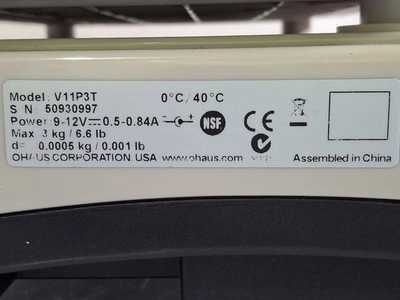 Model: V11P3T 0°C/ 40°C
S N: 50930997
Power: 9-12V⎓0.5-0.84A
NSF
CE
Max 3 kg / 6.6 lb
d= 0.0005 kg / 0.001 lb
OHAUS CORPORATION, USA www.ohaus.com Assembled in China